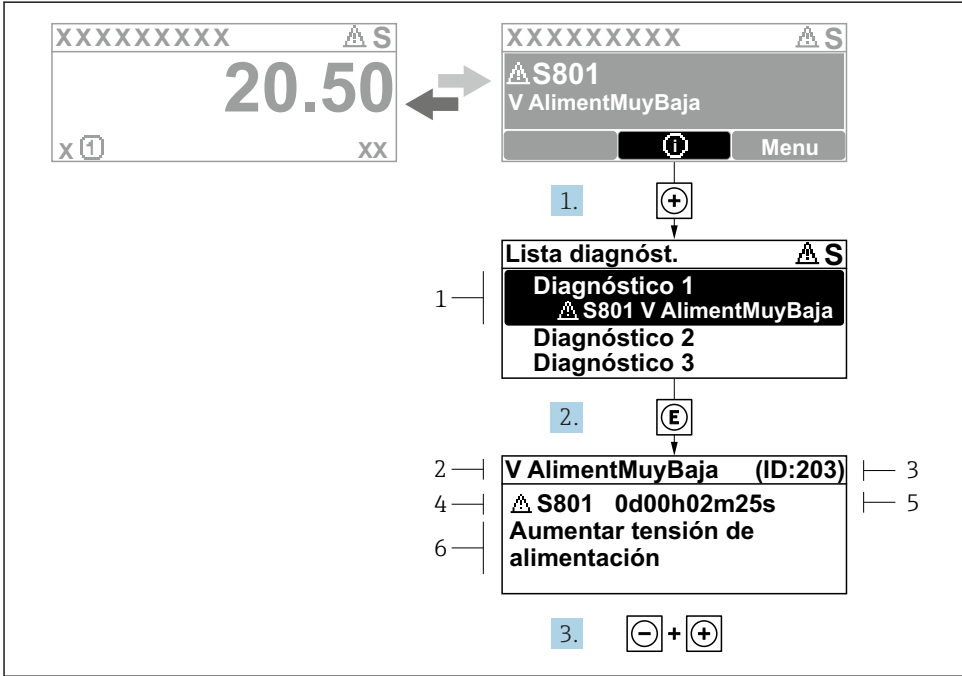 XXXXXXXXX ⚠ S
20.50
x ① XX
XXXXXXXXX ⚠ S
⚠ S801
V AlimentMuyBaja
ⓘ Menu
1. +
Lista diagnóst. ⚠ S
1
Diagnóstico 1
⚠ S801 V AlimentMuyBaja
Diagnóstico 2
Diagnóstico 3
2. E
2 V AlimentMuyBaja (ID:203) 3
4 ⚠ S801 0d00h02m25s 5
6 Aumentar tensión de
alimentación
3. - + +